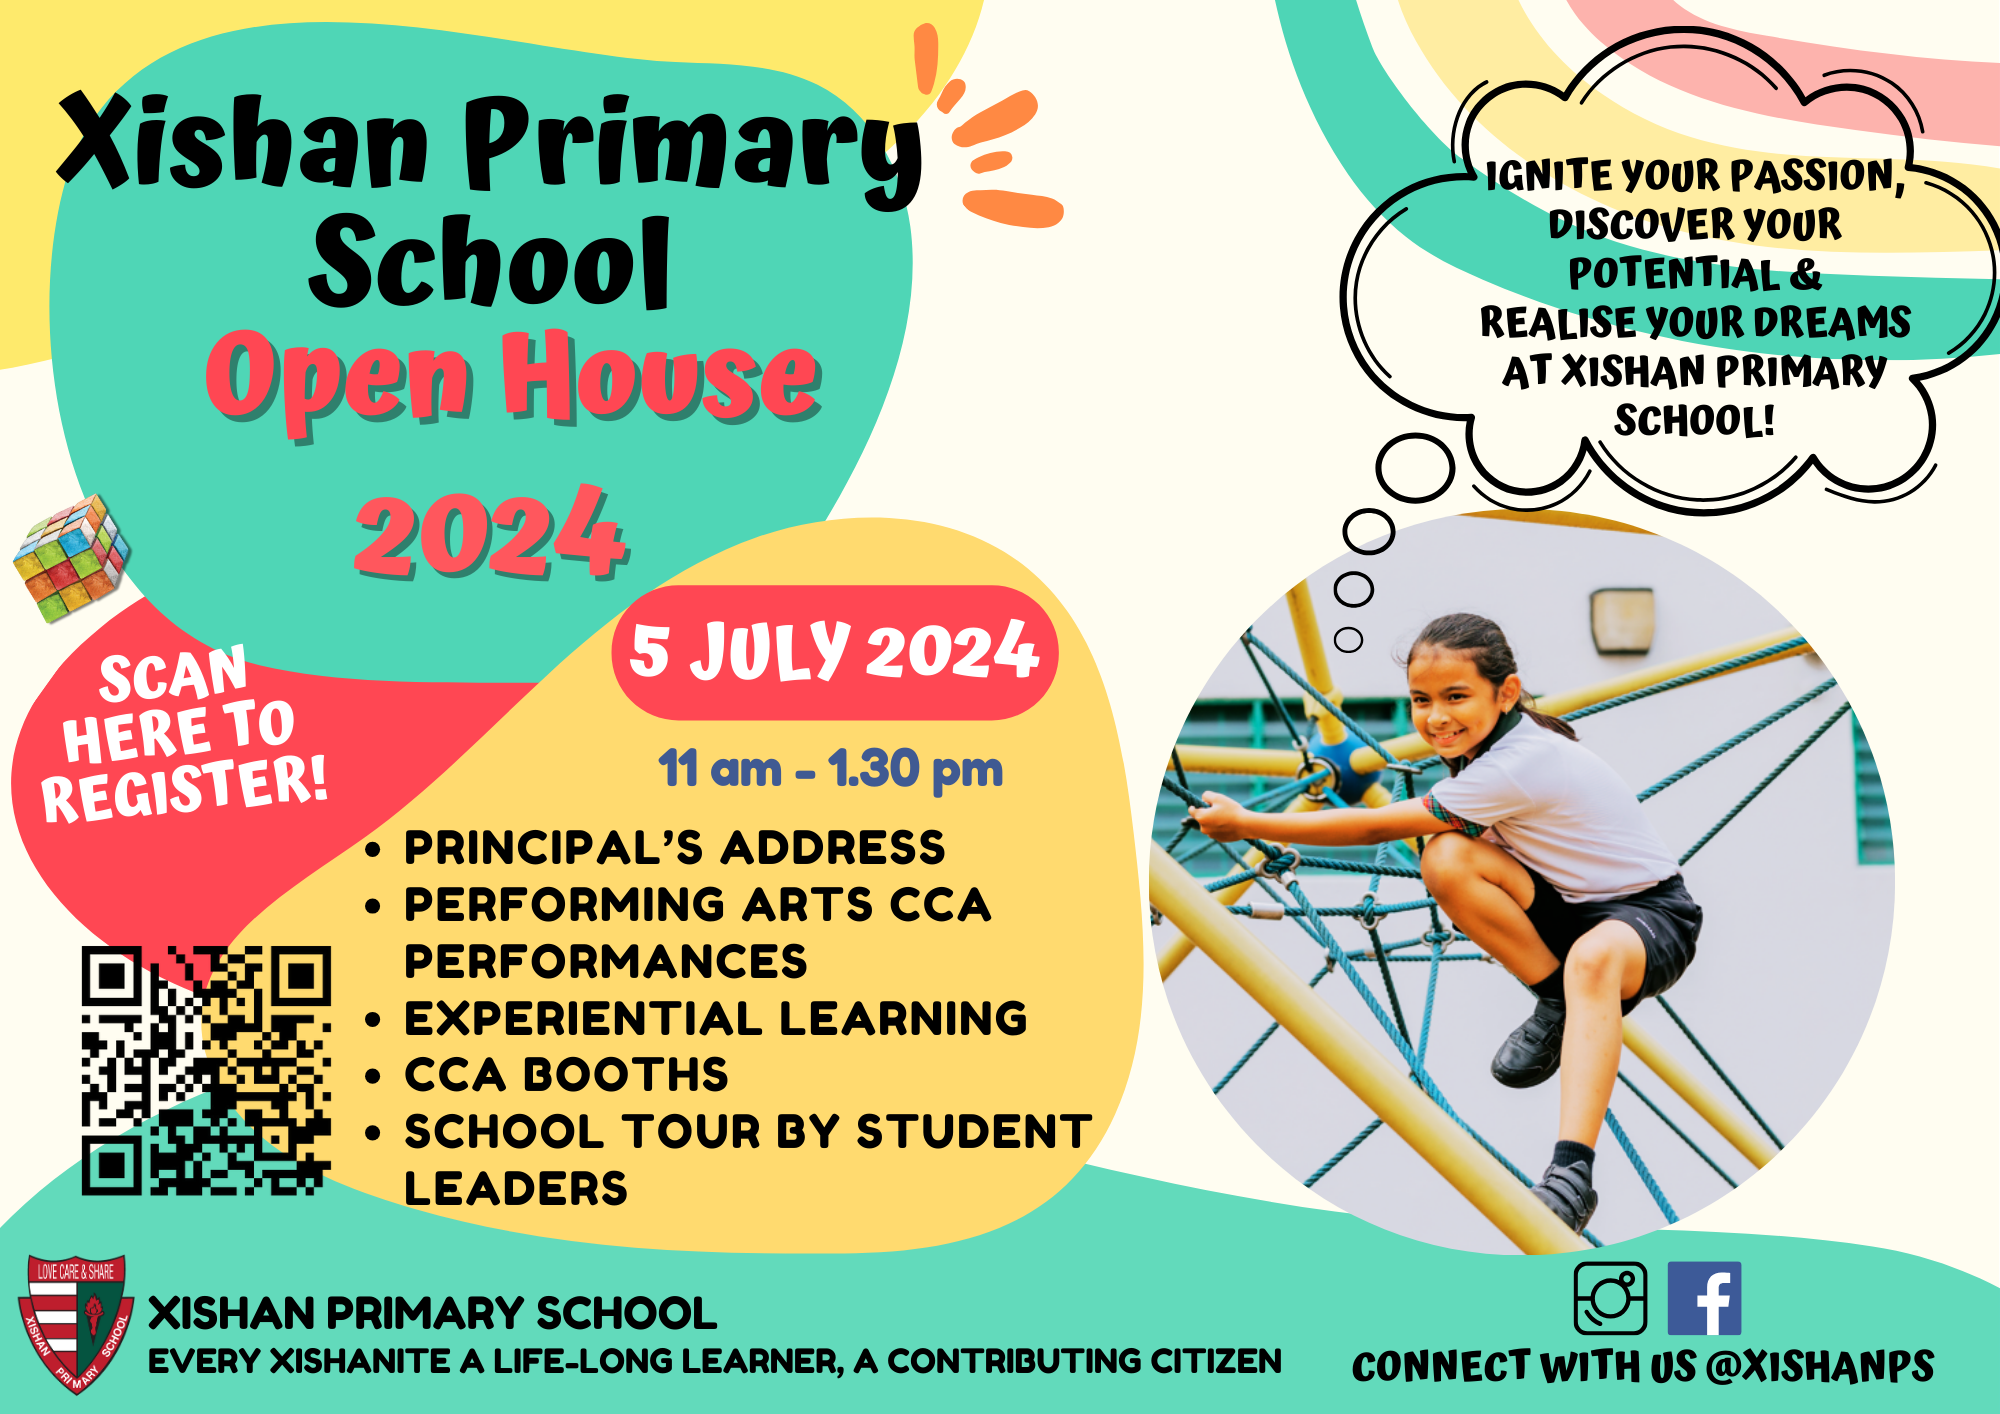 Xishan Primary
School
Open House
2024
IGNITE YOUR PASSION,
DISCOVER YOUR
POTENTIAL &
REALISE YOUR DREAMS
AT XISHAN PRIMARY
SCHOOL!
SCAN
HERE TO
REGISTER!
5 JULY 2024
11 am - 1.30 pm
• PRINCIPAL'S ADDRESS
• PERFORMING ARTS CCA
PERFORMANCES
• EXPERIENTIAL LEARNING
• CCA BOOTHS
• SCHOOL TOUR BY STUDENT
LEADERS
LOVE CARE & SHARE
XISHAN PRIMARY SCHOOL
XISHAN PRIMARY SCHOOL
EVERY XISHANITE A LIFE-LONG LEARNER, A CONTRIBUTING CITIZEN
CONNECT WITH US @XISHANPS